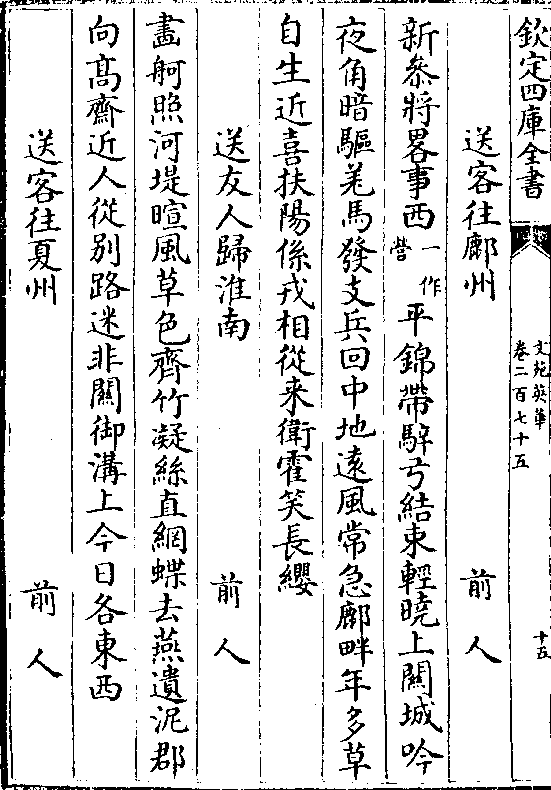 欽定四庫全書
文苑英華
卷二百七十五
十五
送客往鄜州 前人
新叅將畧事西一作營平錦帶騂弓結束輕曉上關城吟
夜角暗驅羌馬發支兵回中地遠風常急鄜畔年多草
自生近喜扶陽係戎相從来衛霍笑長纓
送友人歸淮南 前人
畵舸照河堤暄風草色齊竹凝絲直網蝶去燕遺泥郡
向髙齋近人從别路迷非關御溝上今日各東西
送客往夏州 前人